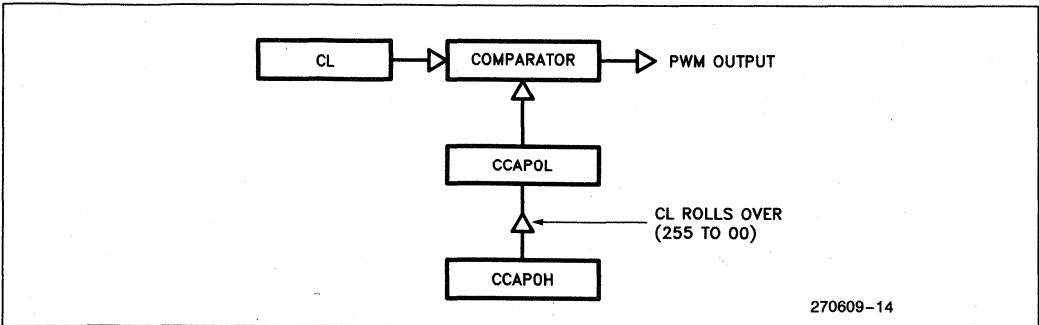 CL
COMPARATOR
PWM OUTPUT
CCAP0L
CL ROLLS OVER
(255 TO 00)
CCAP0H
270609-14